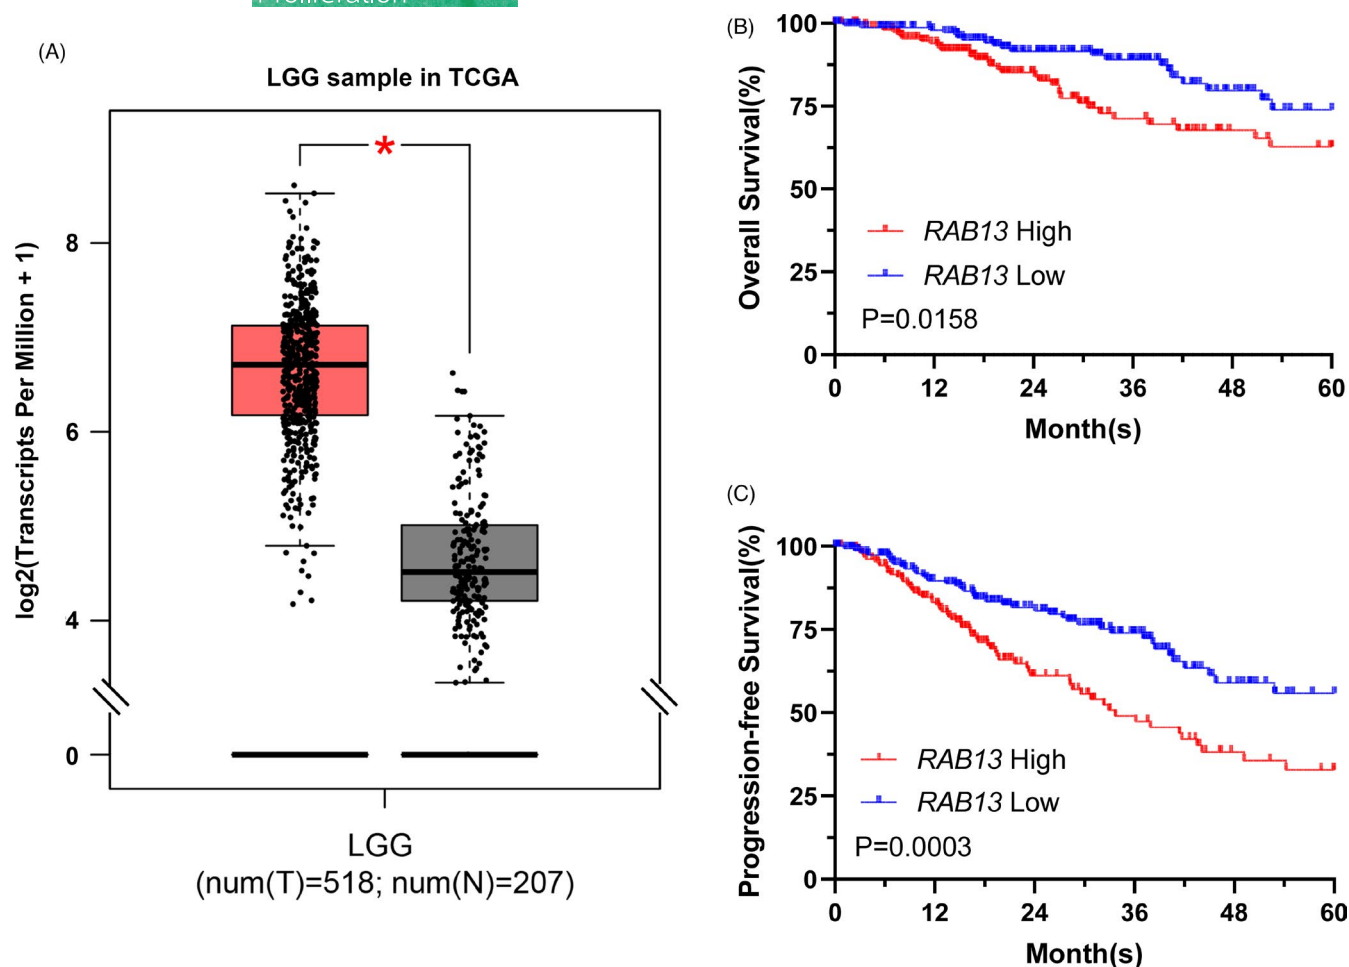 Proliferation
(A)
LGG sample in TCGA
*
log2(Transcripts Per Million + 1)
8
6
4
0
LGG
(num(T)=518; num(N)=207)
(B)
Overall Survival(%)
100
75
50
25
0
RAB13 High
RAB13 Low
P=0.0158
0 12 24 36 48 60
Month(s)
(C)
Progression-free Survival(%)
100
75
50
25
0
RAB13 High
RAB13 Low
P=0.0003
0 12 24 36 48 60
Month(s)